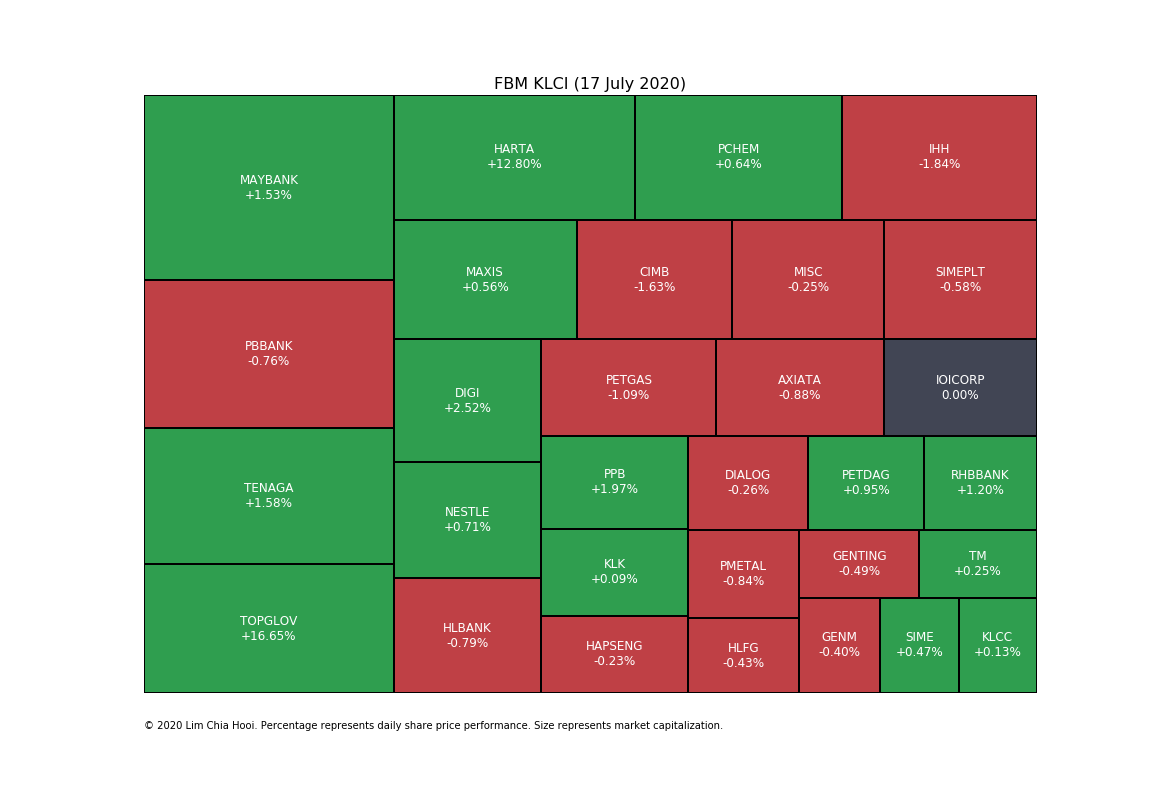 FBM KLCI (17 July 2020)
MAYBANK
+1.53%
PBBANK
-0.76%
TENAGA
+1.58%
TOPGLOV
+16.65%
HARTA
+12.80%
PCHEM
+0.64%
IHH
-1.84%
MAXIS
+0.56%
CIMB
-1.63%
MISC
-0.25%
SIMEPLT
-0.58%
DIGI
+2.52%
NESTLE
+0.71%
HLBANK
-0.79%
PETGAS
-1.09%
AXIATA
-0.88%
IOICORP
0.00%
PPB
+1.97%
KLK
+0.09%
HAPSENG
-0.23%
DIALOG
-0.26%
PETDAG
+0.95%
RHBBANK
+1.20%
PMETAL
-0.84%
HLFG
-0.43%
GENTING
-0.49%
TM
+0.25%
GENM
-0.40%
SIME
+0.47%
KLCC
+0.13%
© 2020 Lim Chia Hooi. Percentage represents daily share price performance. Size represents market capitalization.